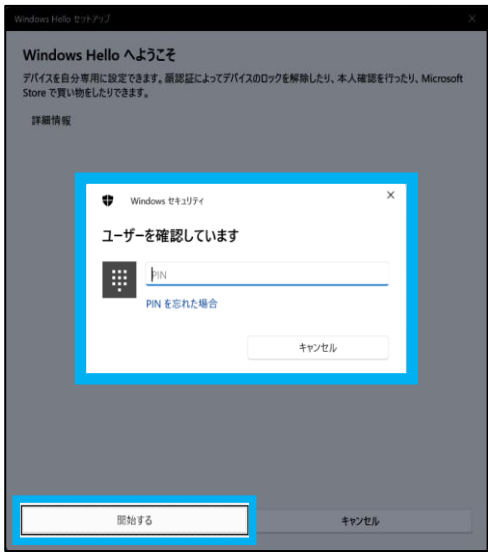 Windows Hello セットアップ
Windows Hello へようこそ
デバイスを自分専用に設定できます。顔認証によってデバイスのロックを解除したり、本人確認を行ったり、Microsoft
Store で買い物をしたりできます。
詳細情報
Windows セキュリティ
ユーザーを確認しています
PIN
PIN を忘れた場合
キャンセル
開始する
キャンセル